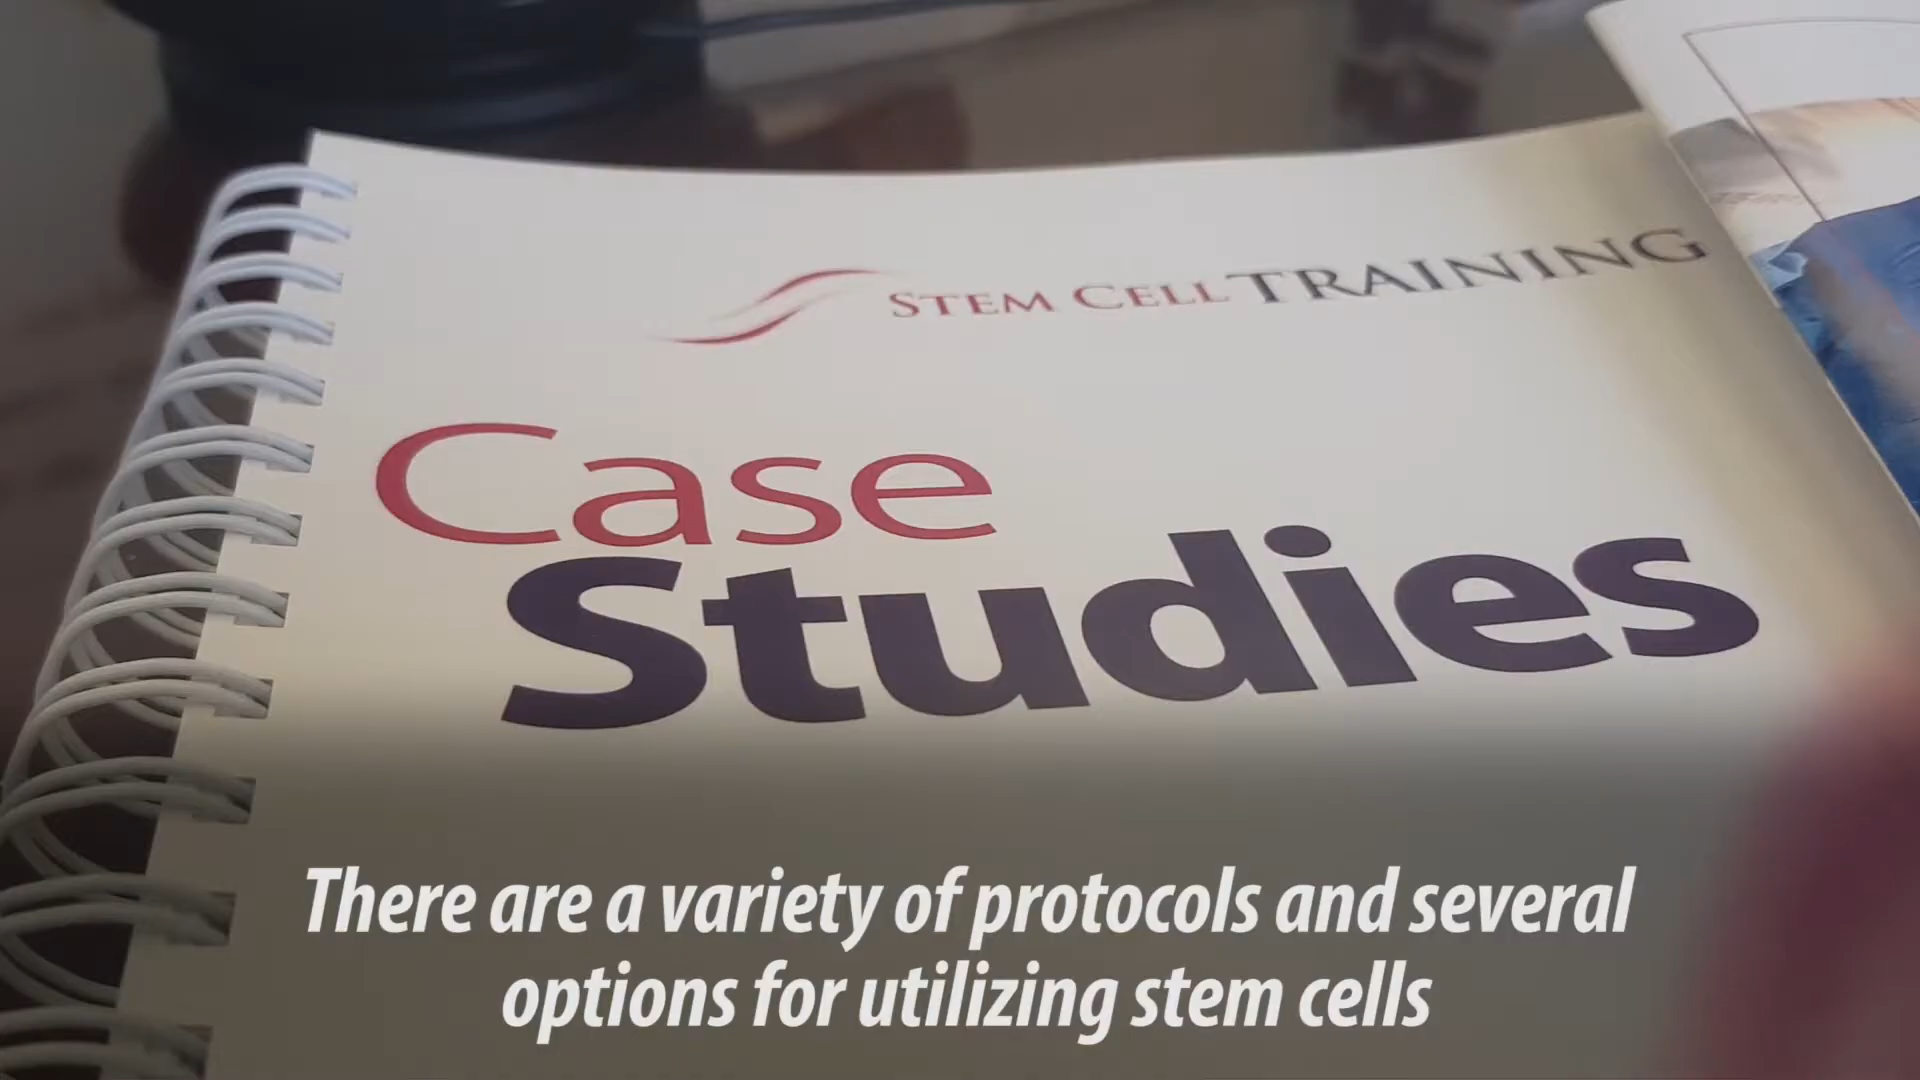 STEM CELL TRAINING
Case
Studies
There are a variety of protocols and several
options for utilizing stem cells